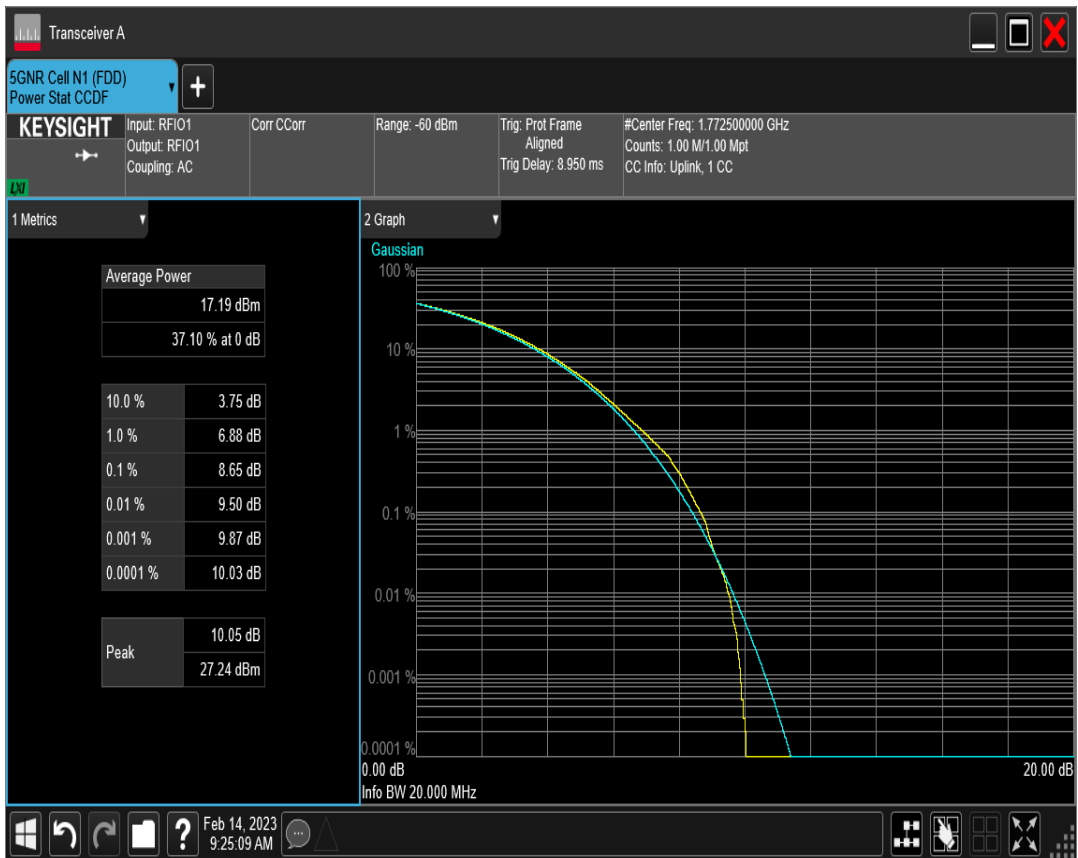 Transceiver A
5GNR Cell N1 (FDD)
Power Stat CCDF
+
KEYSIGHT
LXI
Input: RFIO1
Output: RFIO1
Coupling: AC
Corr CCorr
Range: -60 dBm
Trig: Prot Frame
Aligned
Trig Delay: 8.950 ms
#Center Freq: 1.772500000 GHz
Counts: 1.00 M/1.00 Mpt
CC Info: Uplink, 1 CC
1 Metrics
Average Power
17.19 dBm
37.10 % at 0 dB
10.0 % 3.75 dB
1.0 % 6.88 dB
0.1 % 8.65 dB
0.01 % 9.50 dB
0.001 % 9.87 dB
0.0001 % 10.03 dB
Peak
10.05 dB
27.24 dBm
2 Graph
Gaussian
100 %
10 %
1 %
0.1 %
0.01 %
0.001 %
0.0001 %
0.00 dB
20.00 dB
Info BW 20.000 MHz
?
Feb 14, 2023
9:25:09 AM